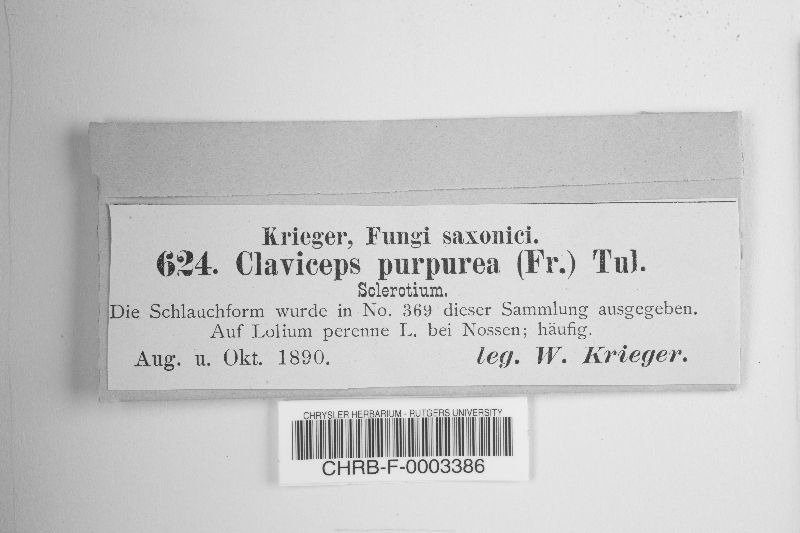 Krieger, Fungi saxonici.
624. Claviceps purpurea (Fr.) Tul.
Sclerotium.
Die Schlauchform wurde in No. 369 dieser Sammlung ausgegeben.
Auf Lolium perenne L. bei Nossen; häufig.
Aug. u. Okt. 1890. leg. W. Krieger.
CHRYSLER HERBARIUM - RUTGERS UNIVERSITY
CHRB-F-0003386